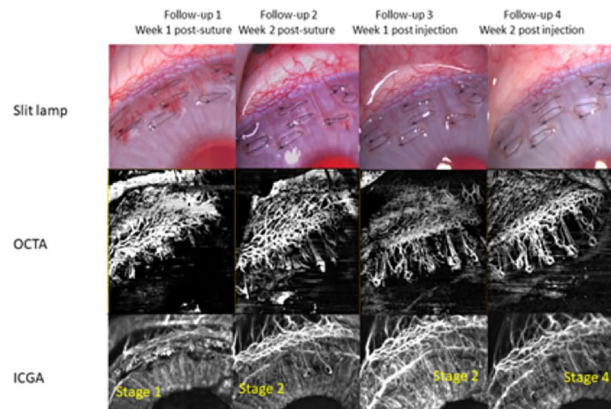 Follow-up 1
Week 1 post-suture
Follow-up 2
Week 2 post-suture
Follow-up 3
Week 1 post injection
Follow-up 4
Week 2 post injection
Slit lamp
OCTA
ICGA
Stage 1
Stage 2
Stage 2
Stage 4